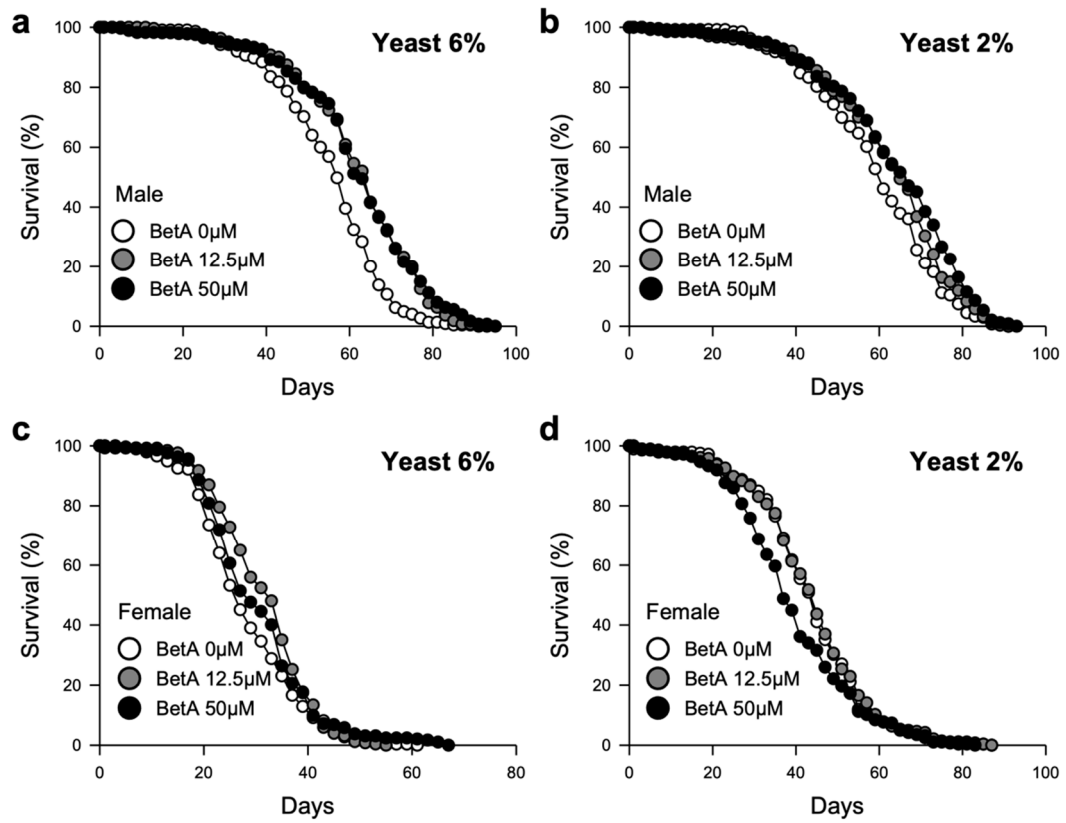 a
Yeast 6%
Survival (%)
100
80
60
40
20
0
Male
BetA 0µM
BetA 12.5µM
BetA 50µM
0 20 40 60 80 100
Days
b
Yeast 2%
Survival (%)
100
80
60
40
20
0
Male
BetA 0µM
BetA 12.5µM
BetA 50µM
0 20 40 60 80 100
Days
c
Yeast 6%
Survival (%)
100
80
60
40
20
0
Female
BetA 0µM
BetA 12.5µM
BetA 50µM
0 20 40 60 80
Days
d
Yeast 2%
Survival (%)
100
80
60
40
20
0
Female
BetA 0µM
BetA 12.5µM
BetA 50µM
0 20 40 60 80 100
Days